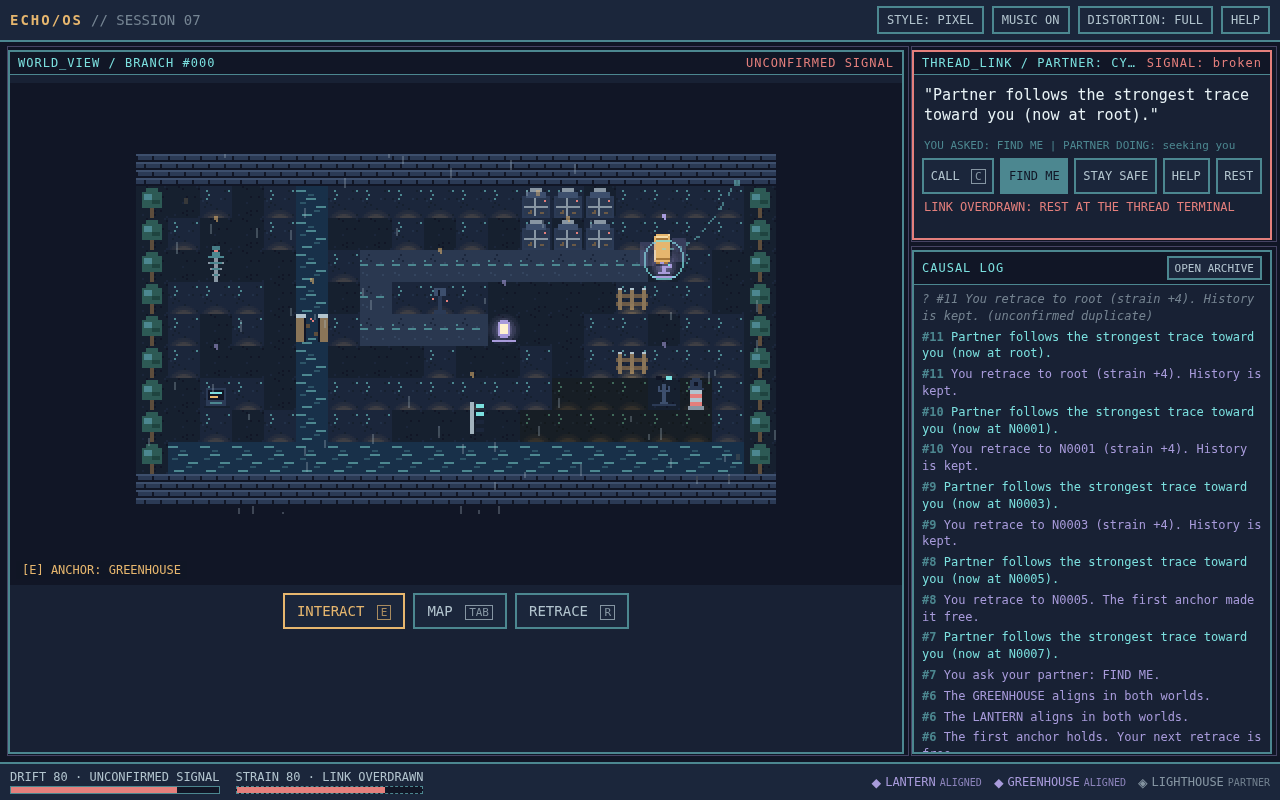 ECHO/OS // SESSION 07
STYLE: PIXEL
MUSIC ON
DISTORTION: FULL
HELP
WORLD_VIEW / BRANCH #000
UNCONFIRMED SIGNAL
[E] ANCHOR: GREENHOUSE
INTERACT E
MAP TAB
RETRACE R
THREAD_LINK / PARTNER: CY… SIGNAL: broken
"Partner follows the strongest trace
toward you (now at root)."
YOU ASKED: FIND ME | PARTNER DOING: seeking you
CALL C
FIND ME
STAY SAFE
HELP
REST
LINK OVERDRAWN: REST AT THE THREAD TERMINAL
CAUSAL LOG
OPEN ARCHIVE
? #11 You retrace to root (strain +4). History
is kept. (unconfirmed duplicate)
#11 Partner follows the strongest trace toward
you (now at root).
#11 You retrace to root (strain +4). History is
kept.
#10 Partner follows the strongest trace toward
you (now at N0001).
#10 You retrace to N0001 (strain +4). History
is kept.
#9 Partner follows the strongest trace toward
you (now at N0003).
#9 You retrace to N0003 (strain +4). History is
kept.
#8 Partner follows the strongest trace toward
you (now at N0005).
#8 You retrace to N0005. The first anchor made
it free.
#7 Partner follows the strongest trace toward
you (now at N0007).
#7 You ask your partner: FIND ME.
#6 The GREENHOUSE aligns in both worlds.
#6 The LANTERN aligns in both worlds.
#6 The first anchor holds. Your next retrace is
free.
DRIFT 80 · UNCONFIRMED SIGNAL
STRAIN 80 · LINK OVERDRAWN
◆ LANTERN ALIGNED
◆ GREENHOUSE ALIGNED
◈ LIGHTHOUSE PARTNER